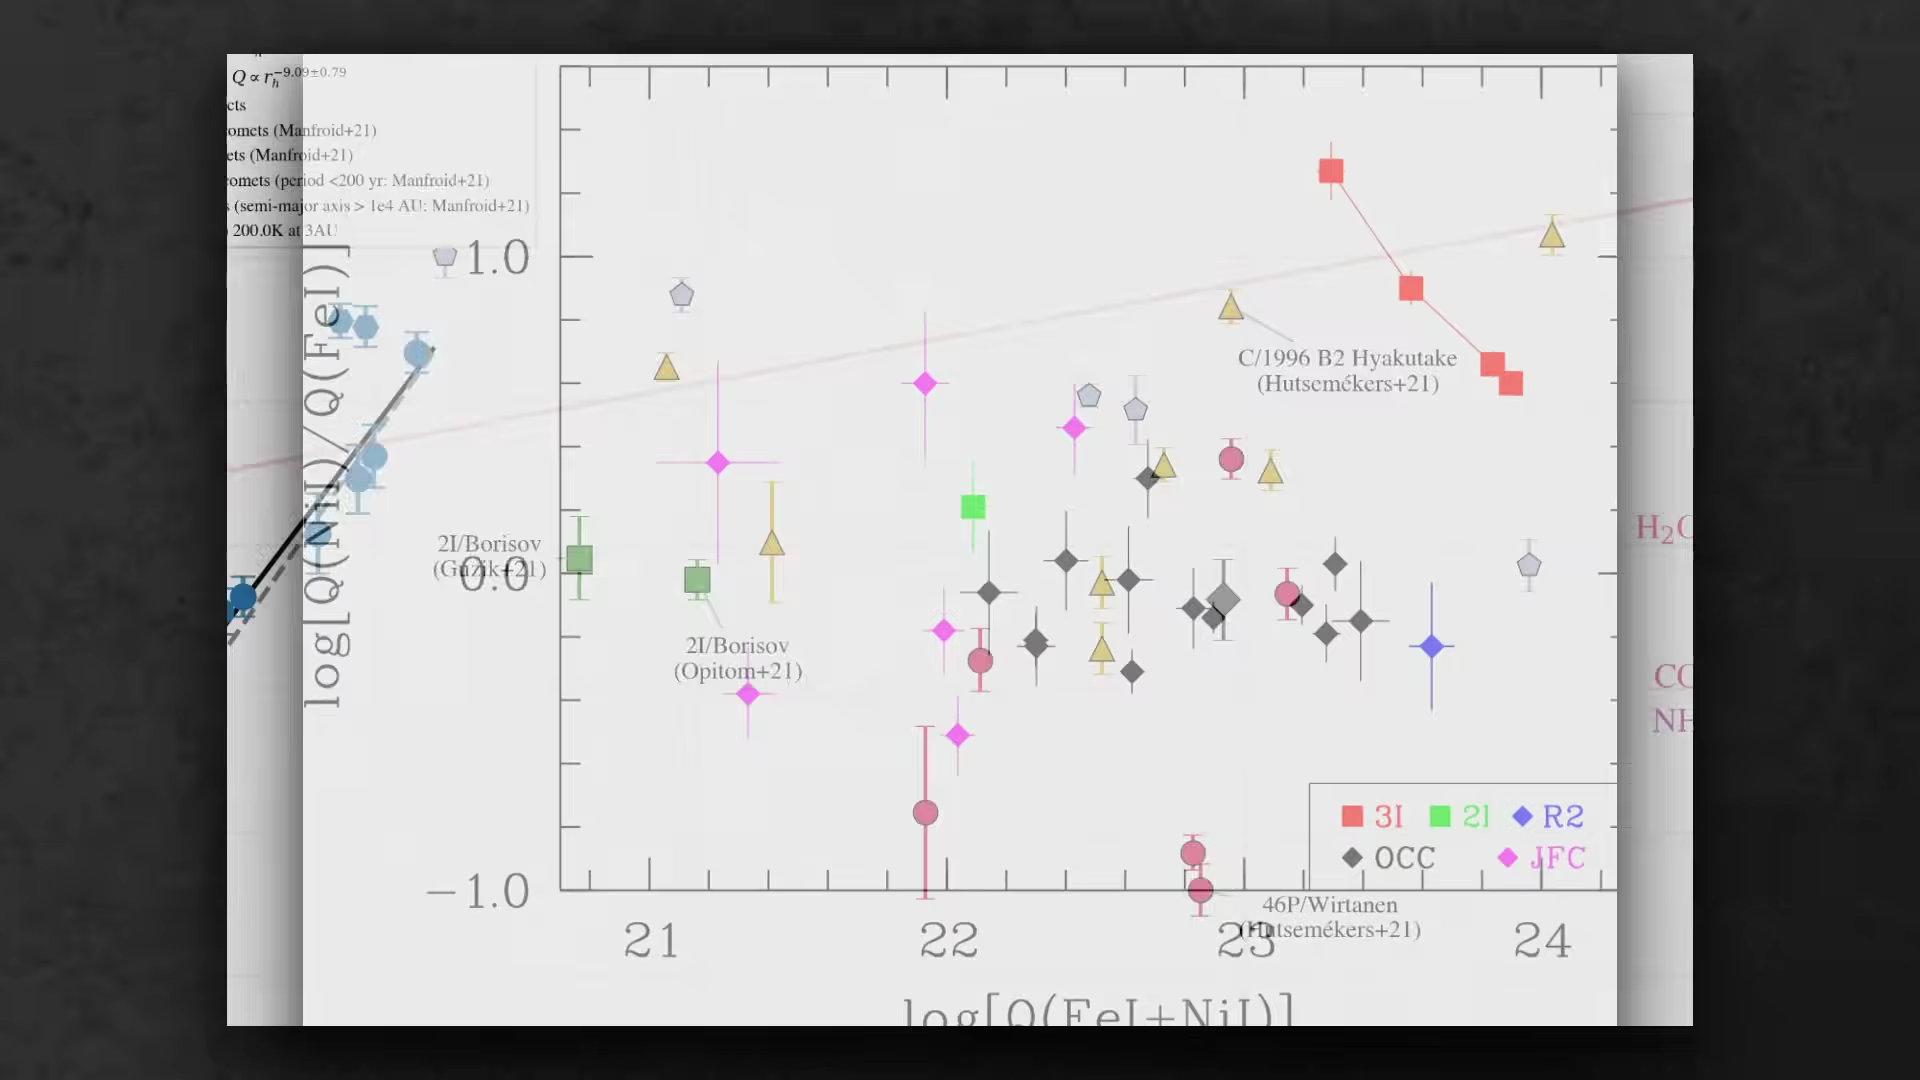 Q ∝ r_h^−9.09±0.79
cts
omets (Manfroid+21)
ets (Manfroid+21)
comets (period <200 yr: Manfroid+21)
s (semi-major axis > 1e4 AU: Manfroid+21)
200.0K at 3AU
log[Q(NiI)/Q(FeI)]
1.0
C/1996 B2 Hyakutake
(Hutsemékers+21)
H₂O
2I/Borisov
(Guzik+21)
0.0
2I/Borisov
(Opitom+21)
CO
NH
3I 2I R2
OCC JFC
−1.0
46P/Wirtanen
(Hutsemékers+21)
21 22 23 24
log[Q(FeI+NiI)]